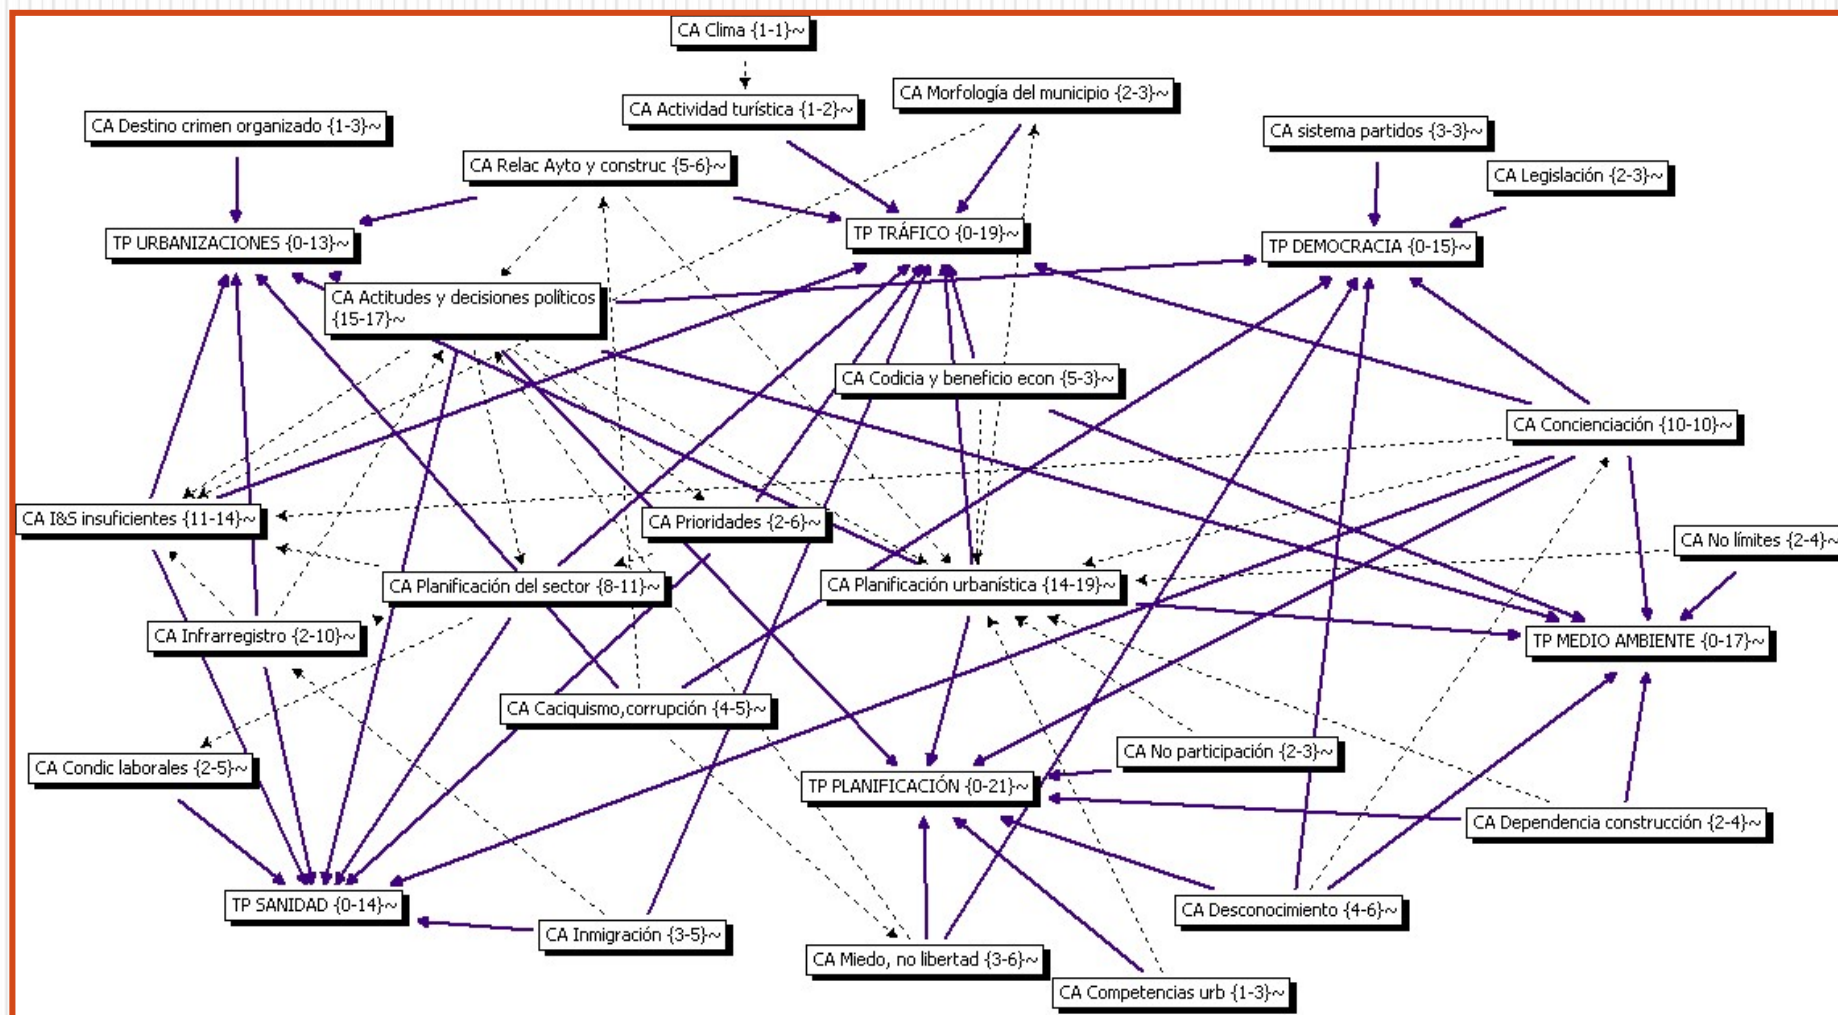 CA Clima {1-1}~
CA Morfología del municipio {2-3}~
CA Actividad turística {1-2}~
CA Destino crimen organizado {1-3}~
CA sistema partidos {3-3}~
CA Relac Ayto y construc {5-6}~
CA Legislación {2-3}~
TP URBANIZACIONES {0-13}~
TP TRÁFICO {0-19}~
TP DEMOCRACIA {0-15}~
CA Actitudes y decisiones políticos
{15-17}~
CA Codicia y beneficio econ {5-3}~
CA Concienciación {10-10}~
CA I&S insuficientes {11-14}~
CA Prioridades {2-6}~
CA No límites {2-4}~
CA Planificación del sector {8-11}~
CA Planificación urbanística {14-19}~
CA Infrarregistro {2-10}~
TP MEDIO AMBIENTE {0-17}~
CA Caciquismo,corrupción {4-5}~
CA No participación {2-3}~
CA Condic laborales {2-5}~
TP PLANIFICACIÓN {0-21}~
CA Dependencia construcción {2-4}~
TP SANIDAD {0-14}~
CA Desconocimiento {4-6}~
CA Inmigración {3-5}~
CA Miedo, no libertad {3-6}~
CA Competencias urb {1-3}~